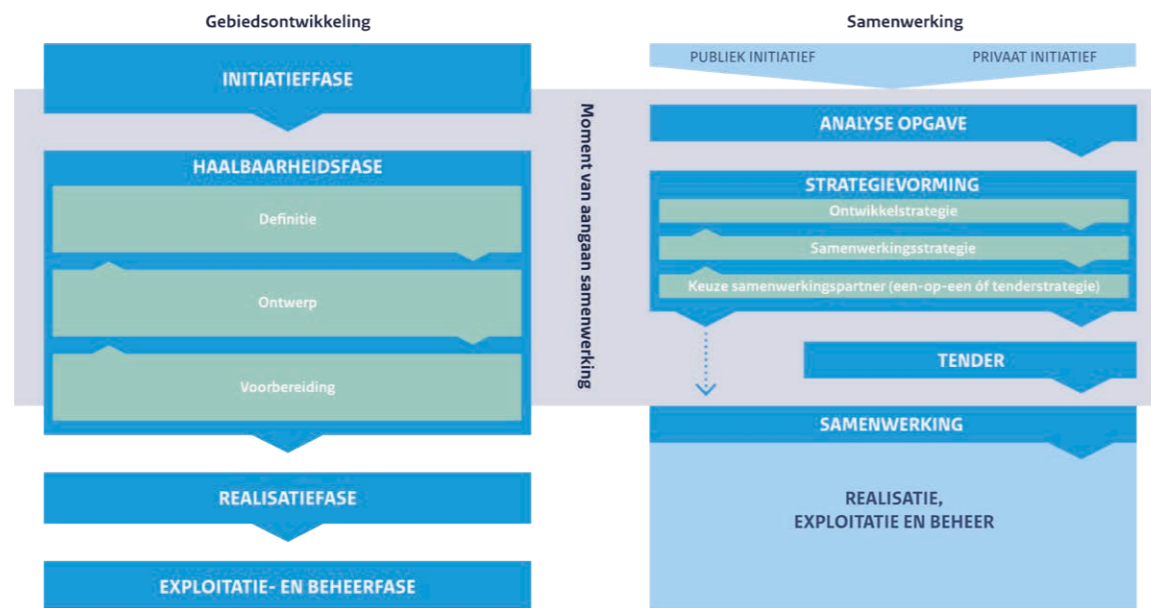 Gebiedsontwikkeling
INITIATIEFFASE
HAALBAARHEIDSFASE
Definitie
Ontwerp
Voorbereiding
REALISATIEFASE
EXPLOITATIE- EN BEHEERFASE
Moment van aangaan samenwerking
Samenwerking
PUBLIEK INITIATIEF
PRIVAAT INITIATIEF
ANALYSE OPGAVE
STRATEGIEVORMING
Ontwikkelstrategie
Samenwerkingsstrategie
Keuze samenwerkingspartner (een-op-een óf tenderstrategie)
TENDER
SAMENWERKING
REALISATIE,
EXPLOITATIE EN BEHEER